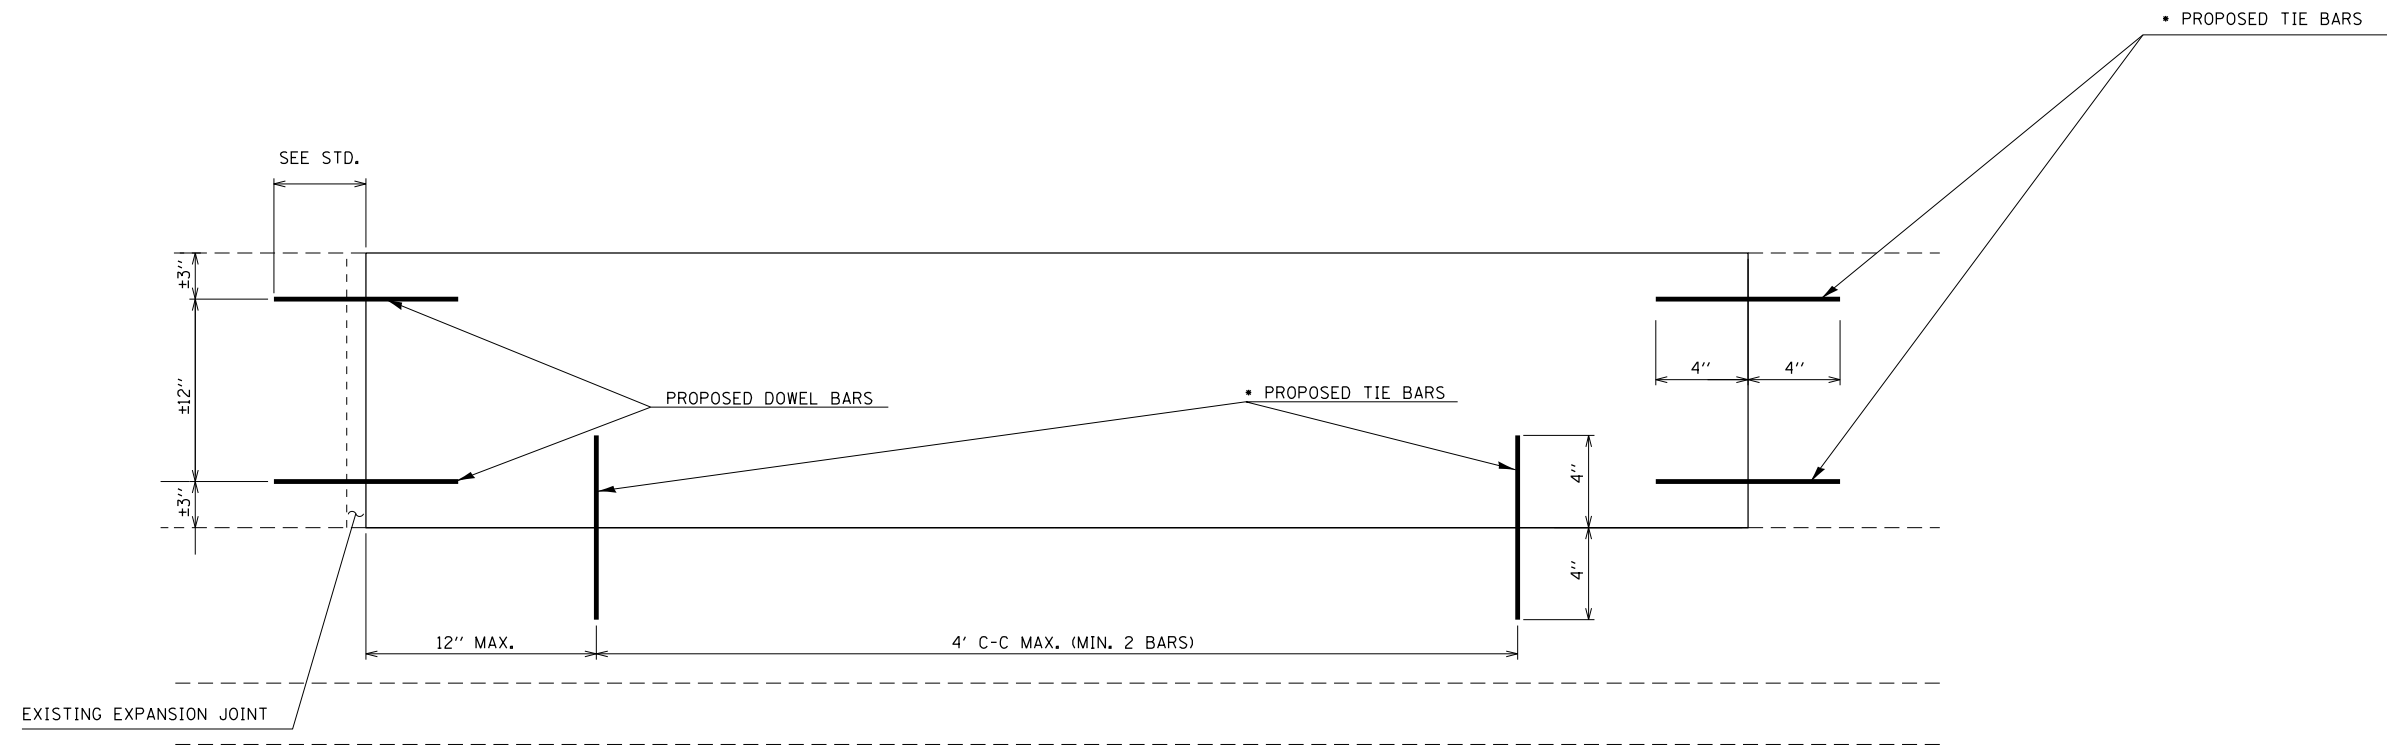 * PROPOSED TIE BARS
SEE STD.
±3''
±12''
±3''
PROPOSED DOWEL BARS
* PROPOSED TIE BARS
4''
4''
4''
4''
12'' MAX.
4' C-C MAX. (MIN. 2 BARS)
EXISTING EXPANSION JOINT